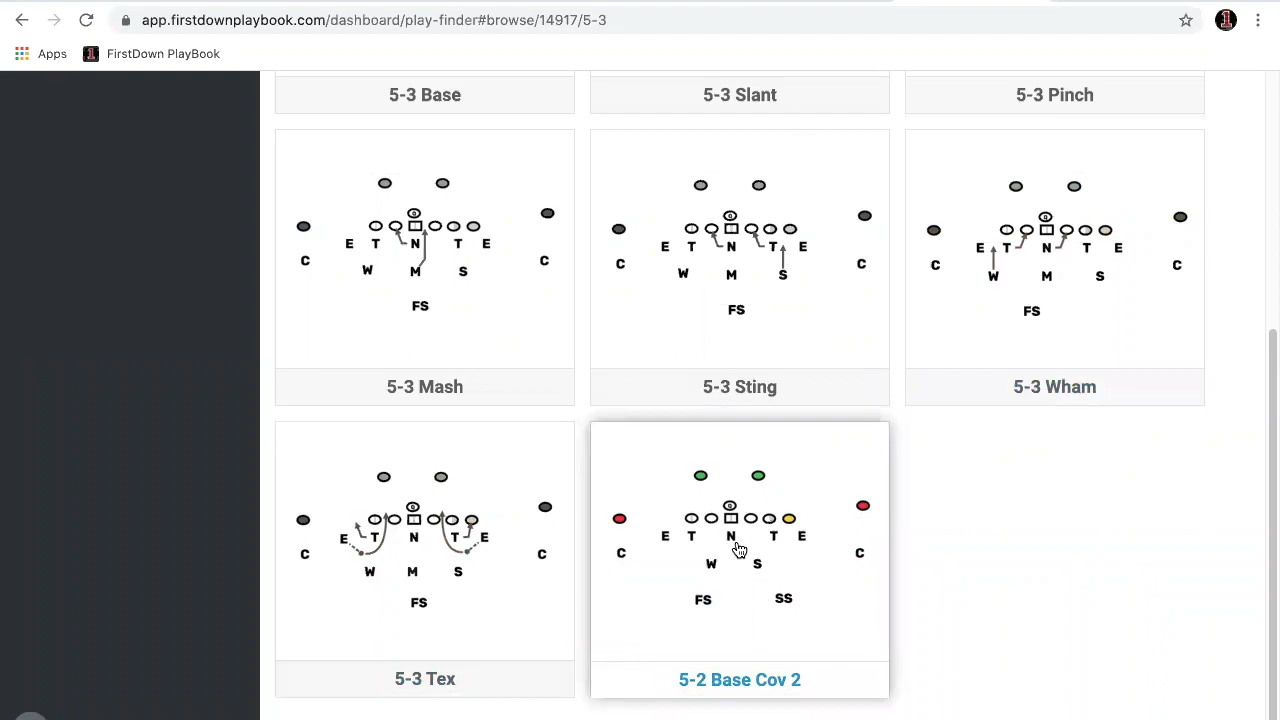 app.firstdownplaybook.com/dashboard/play-finder#browse/14917/5-3
Apps
1 FirstDown PlayBook
5-3 Base
5-3 Slant
5-3 Pinch
E T N T E
C C
W M S
FS
5-3 Mash
E T N T E
C C
W M S
FS
5-3 Sting
E T N T E
C C
W M S
FS
5-3 Wham
E T N T E
C C
W M S
FS
5-3 Tex
E T N T E
C C
W S
FS SS
5-2 Base Cov 2